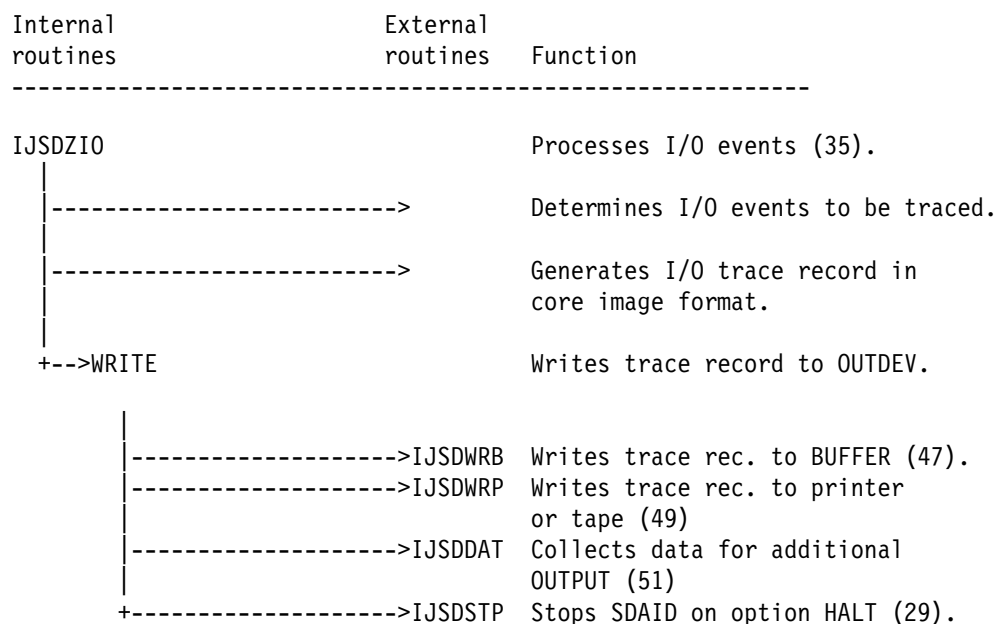 Internal External
routines routines Function
------------------------------------------------------------
IJSDZIO Processes I/O events (35).
|
|--------------------------> Determines I/O events to be traced.
|
|--------------------------> Generates I/O trace record in
| core image format.
|
+-->WRITE Writes trace record to OUTDEV.
|
|-------------------->IJSDWRB Writes trace rec. to BUFFER (47).
|-------------------->IJSDWRP Writes trace rec. to printer
| or tape (49)
|-------------------->IJSDDAT Collects data for additional
| OUTPUT (51)
+-------------------->IJSDSTP Stops SDAID on option HALT (29).